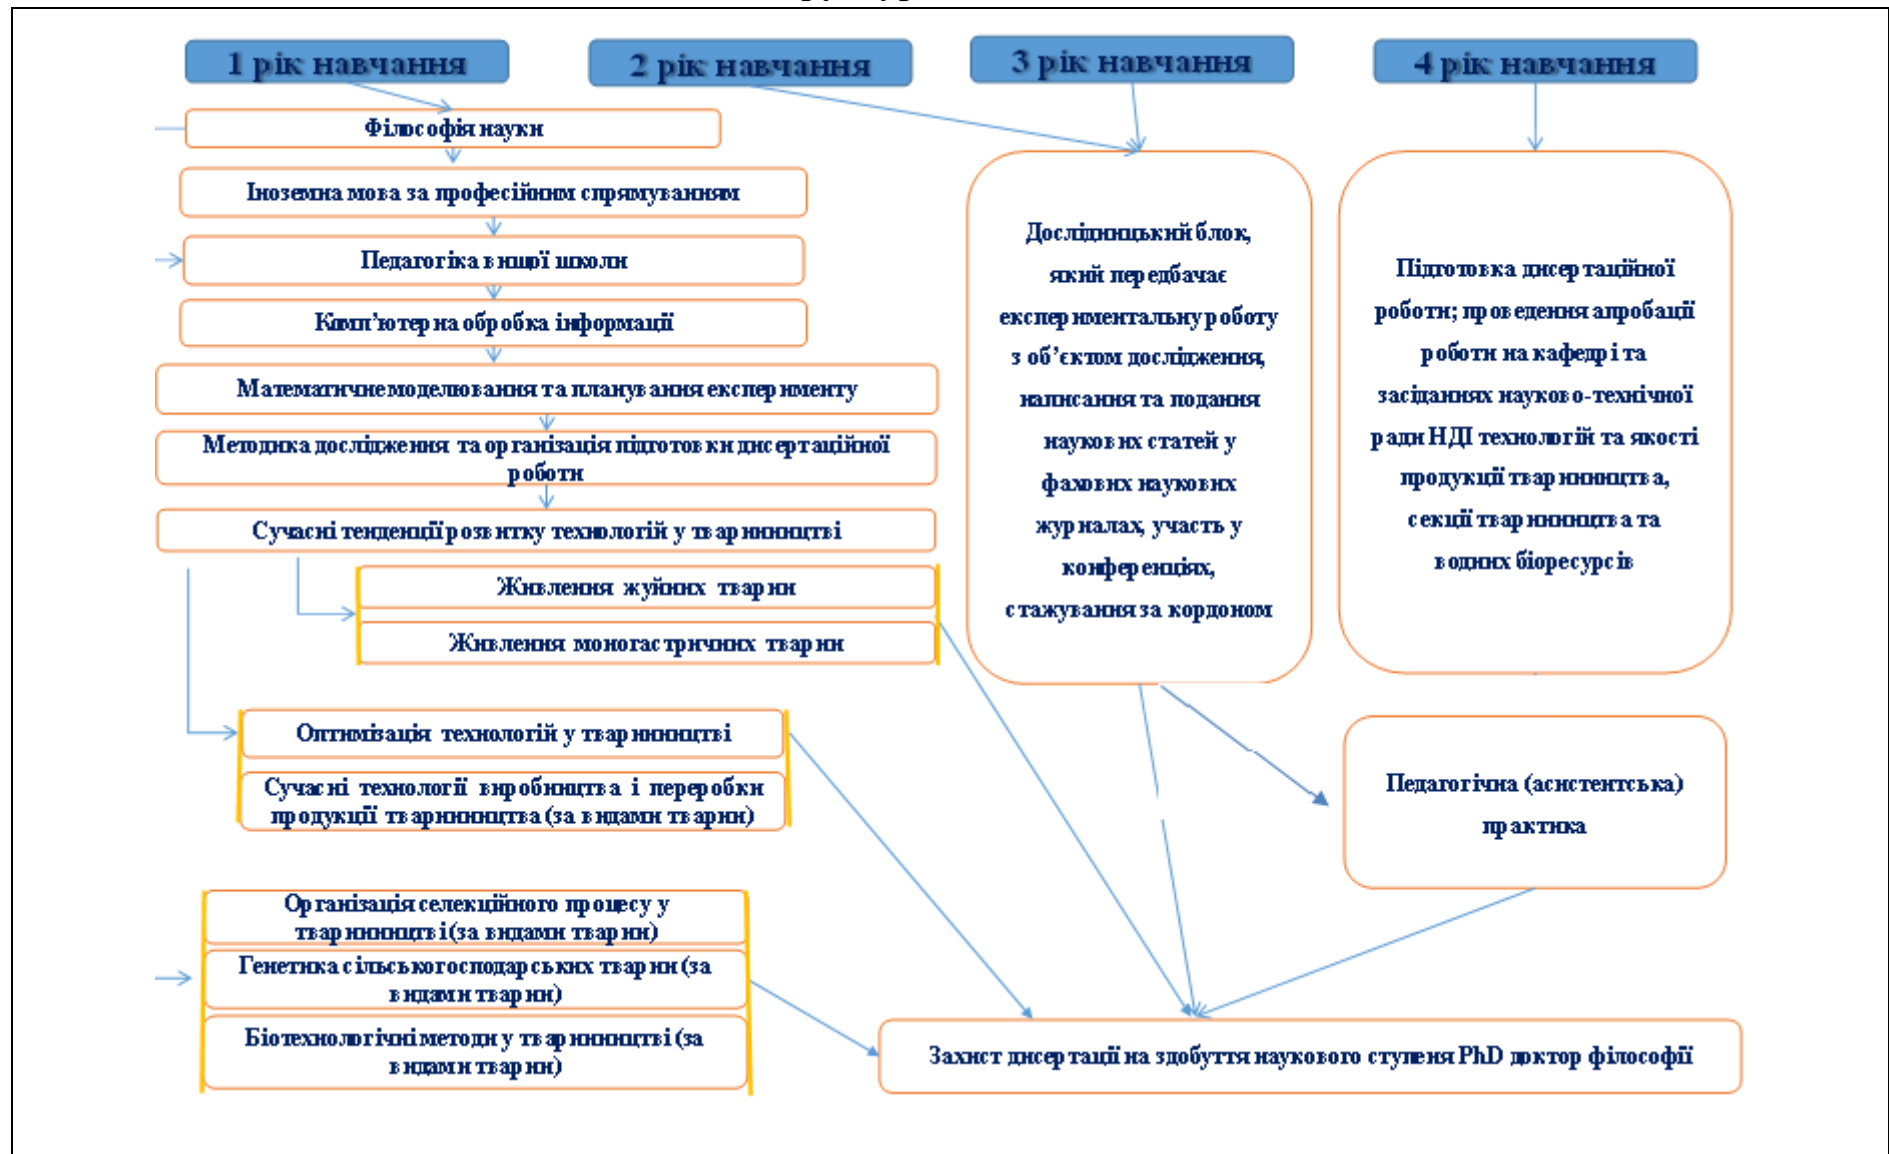 1 рік навчання
2 рік навчання
3 рік навчання
4 рік навчання
Філософія науки
Іноземна мова за професійним спрямуванням
Педагогіка вищої школи
Комп’ютерна обробка інформації
Математичне моделювання та планування експерименту
Методика дослідження та організація підготовки дисертаційної
роботи
Сучасні тенденції розвитку технологій у тваринництві
Живлення жуйних тварин
Живлення моногастричних тварин
Оптимізація технологій у тваринництві
Сучасні технології виробництва і переробки
продукції тваринництва (за видами тварин)
Організація селекційного процесу у
тваринництві (за видами тварин)
Генетика сільськогосподарських тварин (за
видами тварин)
Біотехнологічні методи у тваринництві (за
видами тварин)
Дослідницький блок,
який передбачає
експериментальну роботу
з об’єктом дослідження,
написання та подання
наукових статей у
фахових наукових
журналах, участь у
конференціях,
стажування за кордоном
Підготовка дисертаційної
роботи; проведення апробації
роботи на кафедрі та
засіданнях науково-технічної
ради НДІ технологій та якості
продукції тваринництва,
секції тваринництва та
водних біоресурсів
Педагогічна (асистентська)
практика
Захист дисертації на здобуття наукового ступеня PhD доктор філософії